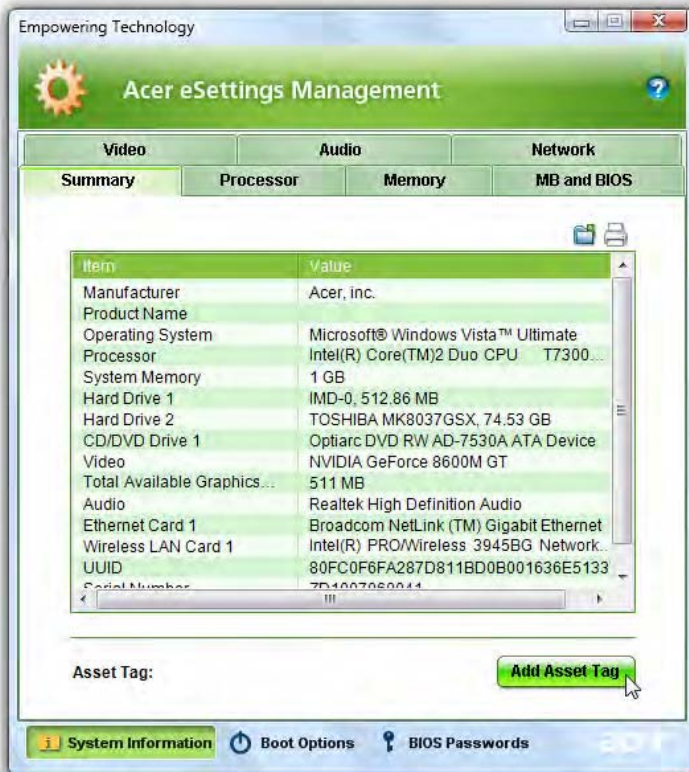 Empowering Technology
Acer eSettings Management
Video Audio Network
Summary Processor Memory MB and BIOS
Item Value
Manufacturer Acer, inc.
Product Name
Operating System Microsoft® Windows Vista™ Ultimate
Processor Intel(R) Core(TM)2 Duo CPU T7300...
System Memory 1 GB
Hard Drive 1 IMD-0, 512.86 MB
Hard Drive 2 TOSHIBA MK8037GSX, 74.53 GB
CD/DVD Drive 1 Optiarc DVD RW AD-7530A ATA Device
Video NVIDIA GeForce 8600M GT
Total Available Graphics... 511 MB
Audio Realtek High Definition Audio
Ethernet Card 1 Broadcom NetLink (TM) Gigabit Ethernet
Wireless LAN Card 1 Intel(R) PRO/Wireless 3945BG Network..
UUID 80FC0F6FA287D811BD0B001636E5133
Serial Number
Asset Tag: Add Asset Tag
System Information Boot Options BIOS Passwords